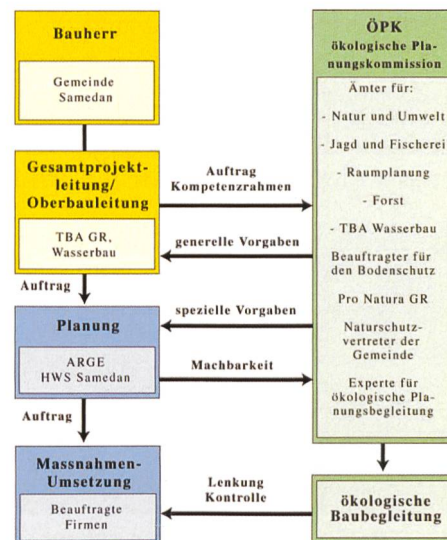 Bauherr
Gemeinde
Samedan
Gesamtprojekt-
leitung/
Oberbauleitung
TBA GR,
Wasserbau
Auftrag
Planung
ARGE
HWS Samedan
Auftrag
Massnahmen-
Umsetzung
Beauftragte
Firmen
Auftrag
Kompetenzrahmen
generelle Vorgaben
spezielle Vorgaben
Machbarkeit
Lenkung
Kontrolle
ÖPK
ökologische Pla-
nungskommission
Ämter für:
- Natur und Umwelt
- Jagd und Fischerei
- Raumplanung
- Forst
- TBA Wasserbau
Beauftragter für
den Bodenschutz
Pro Natura GR
Naturschutz-
vertreter der
Gemeinde
Experte für
ökologische Pla-
nungsbegleitung
ökologische
Baubegleitung